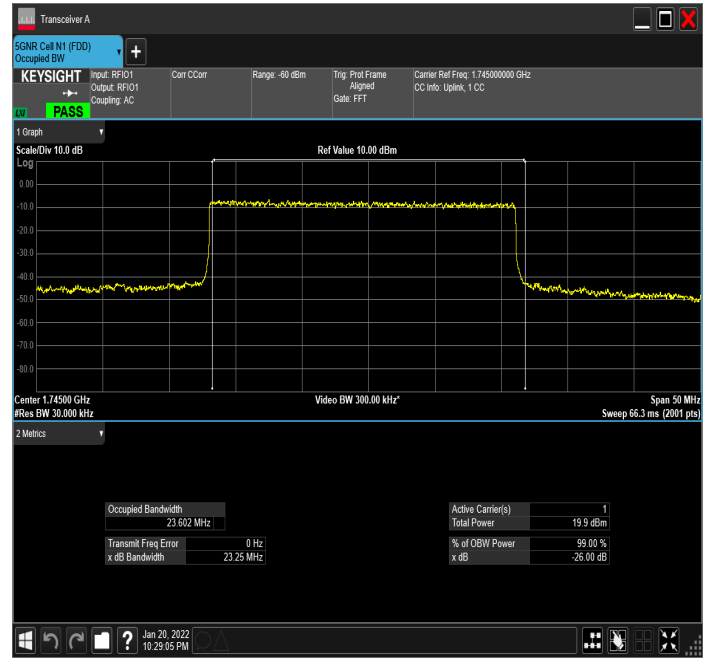 Transceiver A
5GNR Cell N1 (FDD)
Occupied BW
KEYSIGHT
LXI
PASS
Input: RFIO1
Output: RFIO1
Coupling: AC
Corr CCorr
Range: -60 dBm
Trig: Prot Frame
Aligned
Gate: FFT
Carrier Ref Freq: 1.745000000 GHz
CC Info: Uplink, 1 CC
1 Graph
Scale/Div 10.0 dB
Ref Value 10.00 dBm
Log
0.00
-10.0
-20.0
-30.0
-40.0
-50.0
-60.0
-70.0
-80.0
Center 1.74500 GHz
Video BW 300.00 kHz*
Span 50 MHz
#Res BW 30.000 kHz
Sweep 66.3 ms (2001 pts)
2 Metrics
Occupied Bandwidth
23.602 MHz
Transmit Freq Error 0 Hz
x dB Bandwidth 23.25 MHz
Active Carrier(s) 1
Total Power 19.9 dBm
% of OBW Power 99.00 %
x dB -26.00 dB
Jan 20, 2022
10:29:05 PM